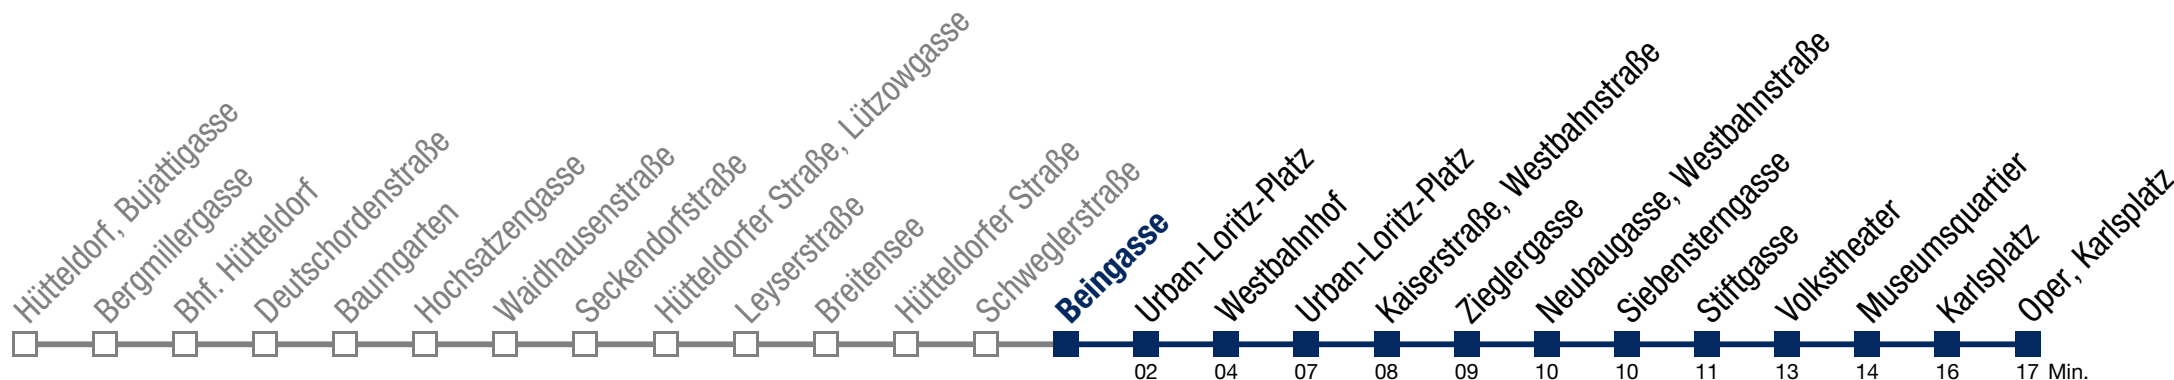 Hütteldorf, Bujattigasse
Bergmillergasse
Bhf. Hütteldorf
Deutschordenstraße
Baumgarten
Hochsatzengasse
Waidhausenstraße
Seckendorfstraße
Hütteldorfer Straße, Lützowgasse
Leyserstraße
Breitensee
Hütteldorfer Straße
Schweglerstraße
Beingasse
Urban-Loritz-Platz
Westbahnhof
Urban-Loritz-Platz
Kaiserstraße, Westbahnstraße
Zieglergasse
Neubaugasse, Westbahnstraße
Siebensterngasse
Stiftgasse
Volkstheater
Museumsquartier
Karlsplatz
Oper, Karlsplatz
02 04 07 08 09 10 10 11 13 14 16 17 Min.